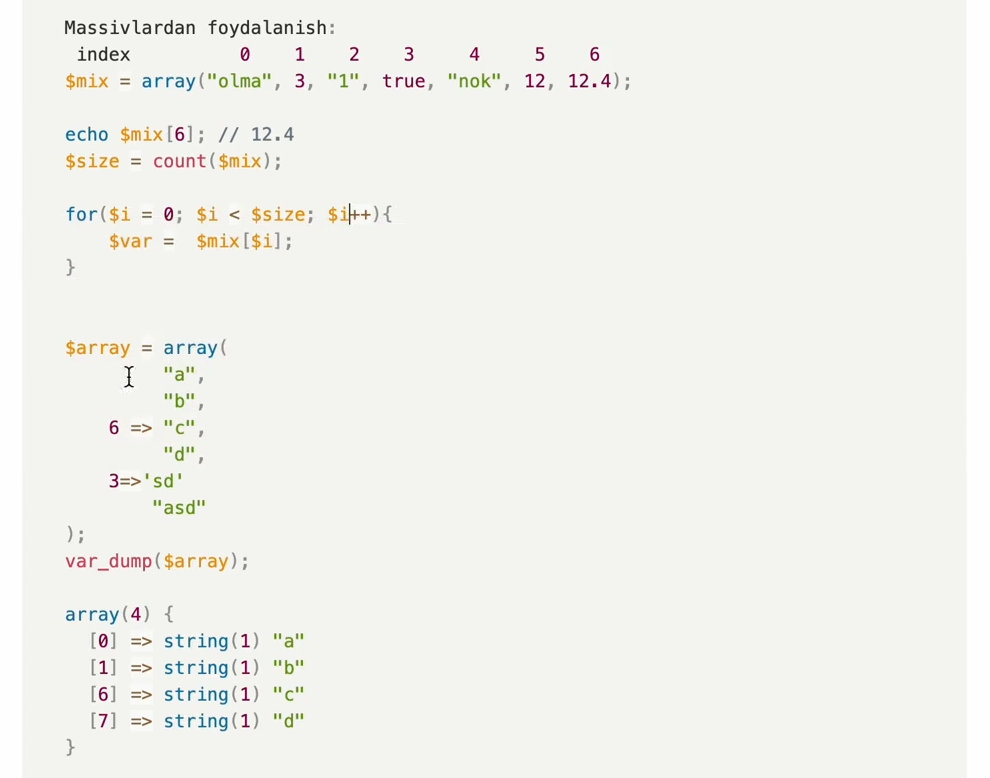 Massivlardan foydalanish:
index 0 1 2 3 4 5 6
$mix = array("olma", 3, "1", true, "nok", 12, 12.4);
echo $mix[6]; // 12.4
$size = count($mix);
for($i = 0; $i < $size; $i++){
$var = $mix[$i];
}
$array = array(
"a",
"b",
6 => "c",
"d",
3=>'sd'
"asd"
);
var_dump($array);
array(4) {
[0] => string(1) "a"
[1] => string(1) "b"
[6] => string(1) "c"
[7] => string(1) "d"
}